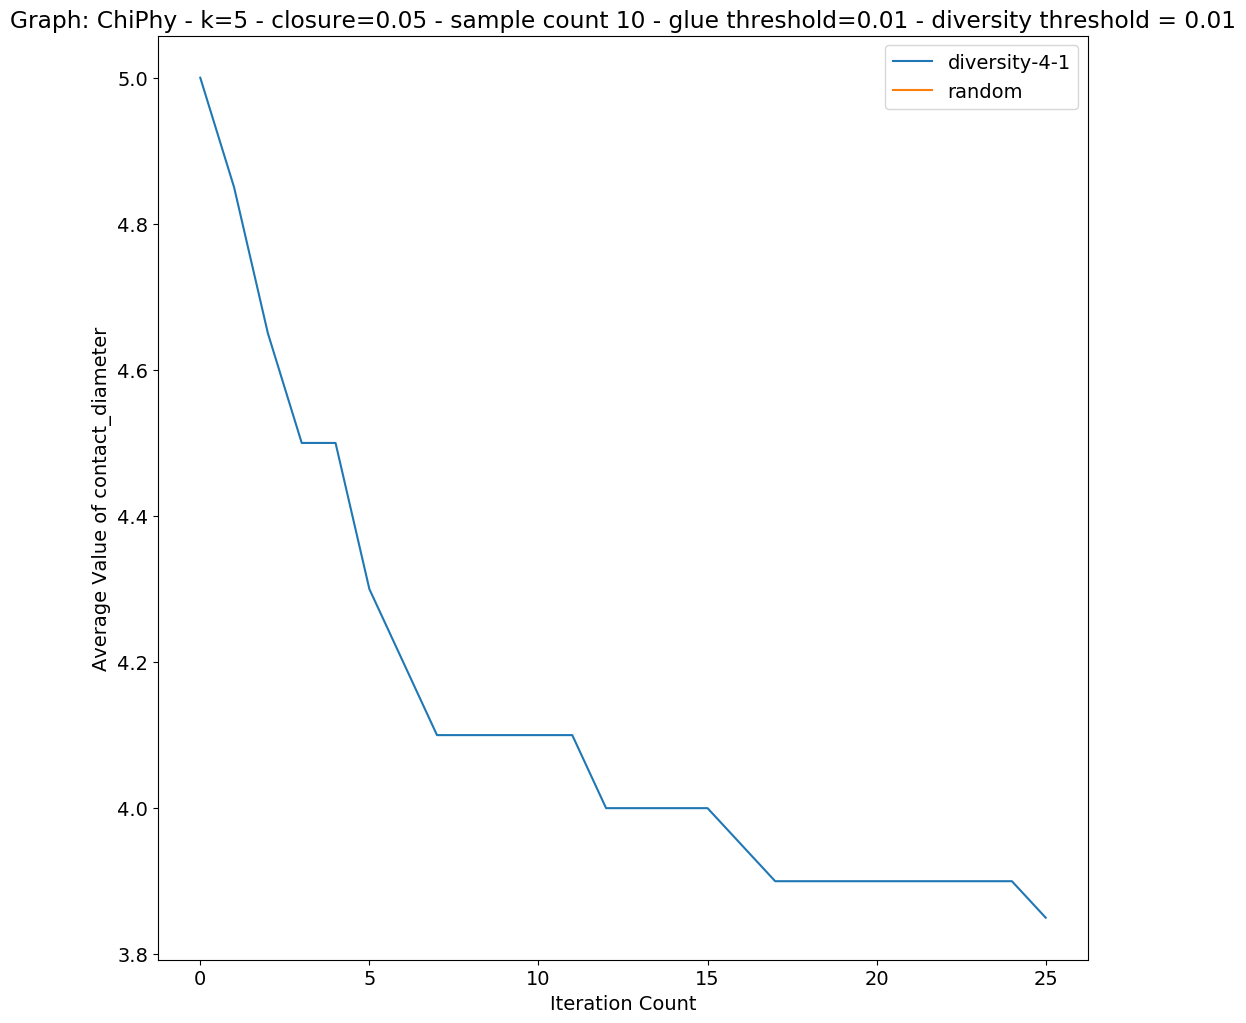 Graph: ChiPhy - k=5 - closure=0.05 - sample count 10 - glue threshold=0.01 - diversity threshold = 0.01
diversity-4-1
random
5.0
4.8
4.6
4.4
4.2
4.0
3.8
Average Value of contact_diameter
0 5 10 15 20 25
Iteration Count